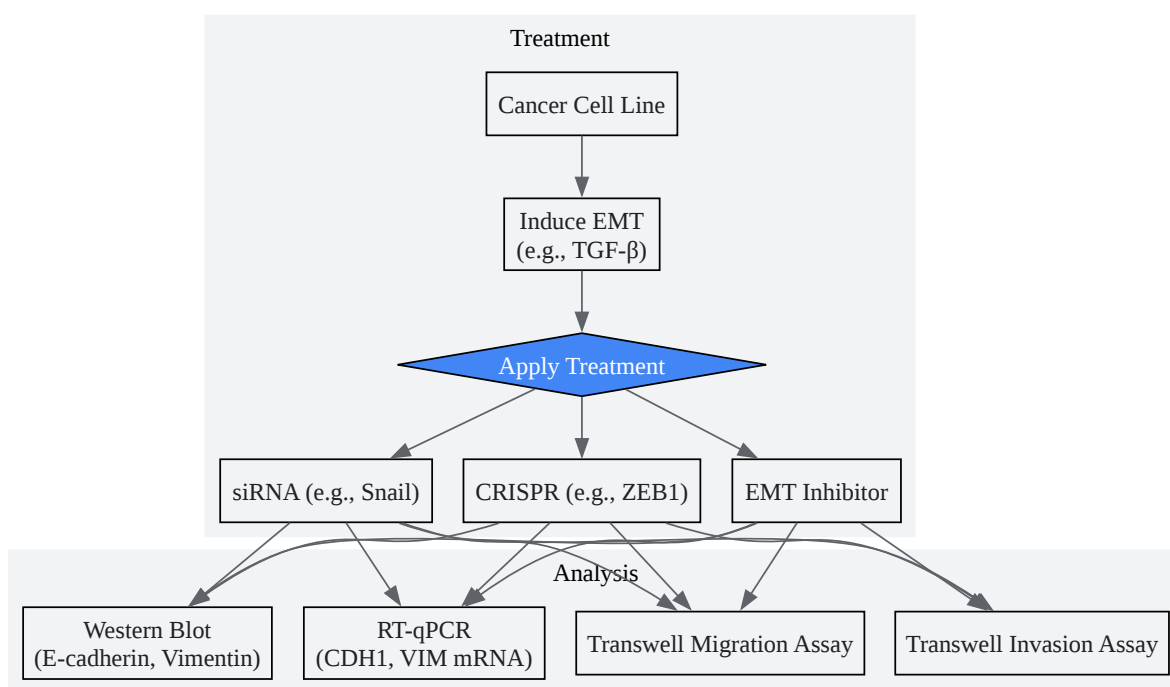 Treatment
Cancer Cell Line
Induce EMT
(e.g., TGF-β)
Apply Treatment
siRNA (e.g., Snail)
CRISPR (e.g., ZEB1)
EMT Inhibitor
Analysis
Western Blot
(E-cadherin, Vimentin)
RT-qPCR
(CDH1, VIM mRNA)
Transwell Migration Assay
Transwell Invasion Assay